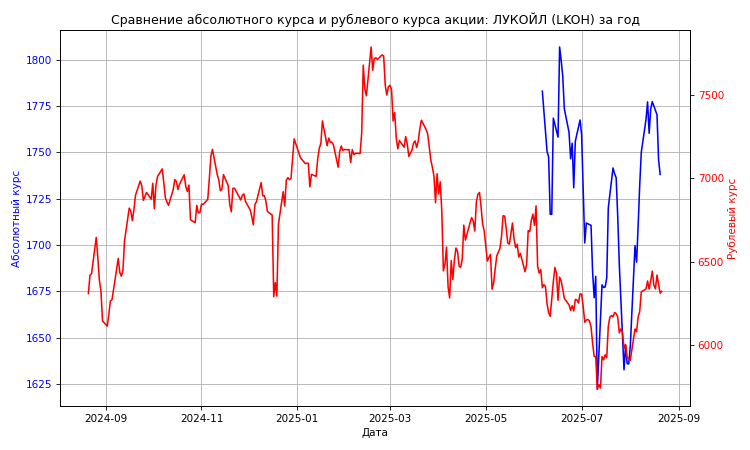 Сравнение абсолютного курса и рублевого курса акции: ЛУКОЙЛ (LKOH) за год
1800
1775
1750
1725
1700
1675
1650
1625
Абсолютный курс
7500
7000
6500
6000
Рублевый курс
2024-09 2024-11 2025-01 2025-03 2025-05 2025-07 2025-09
Дата